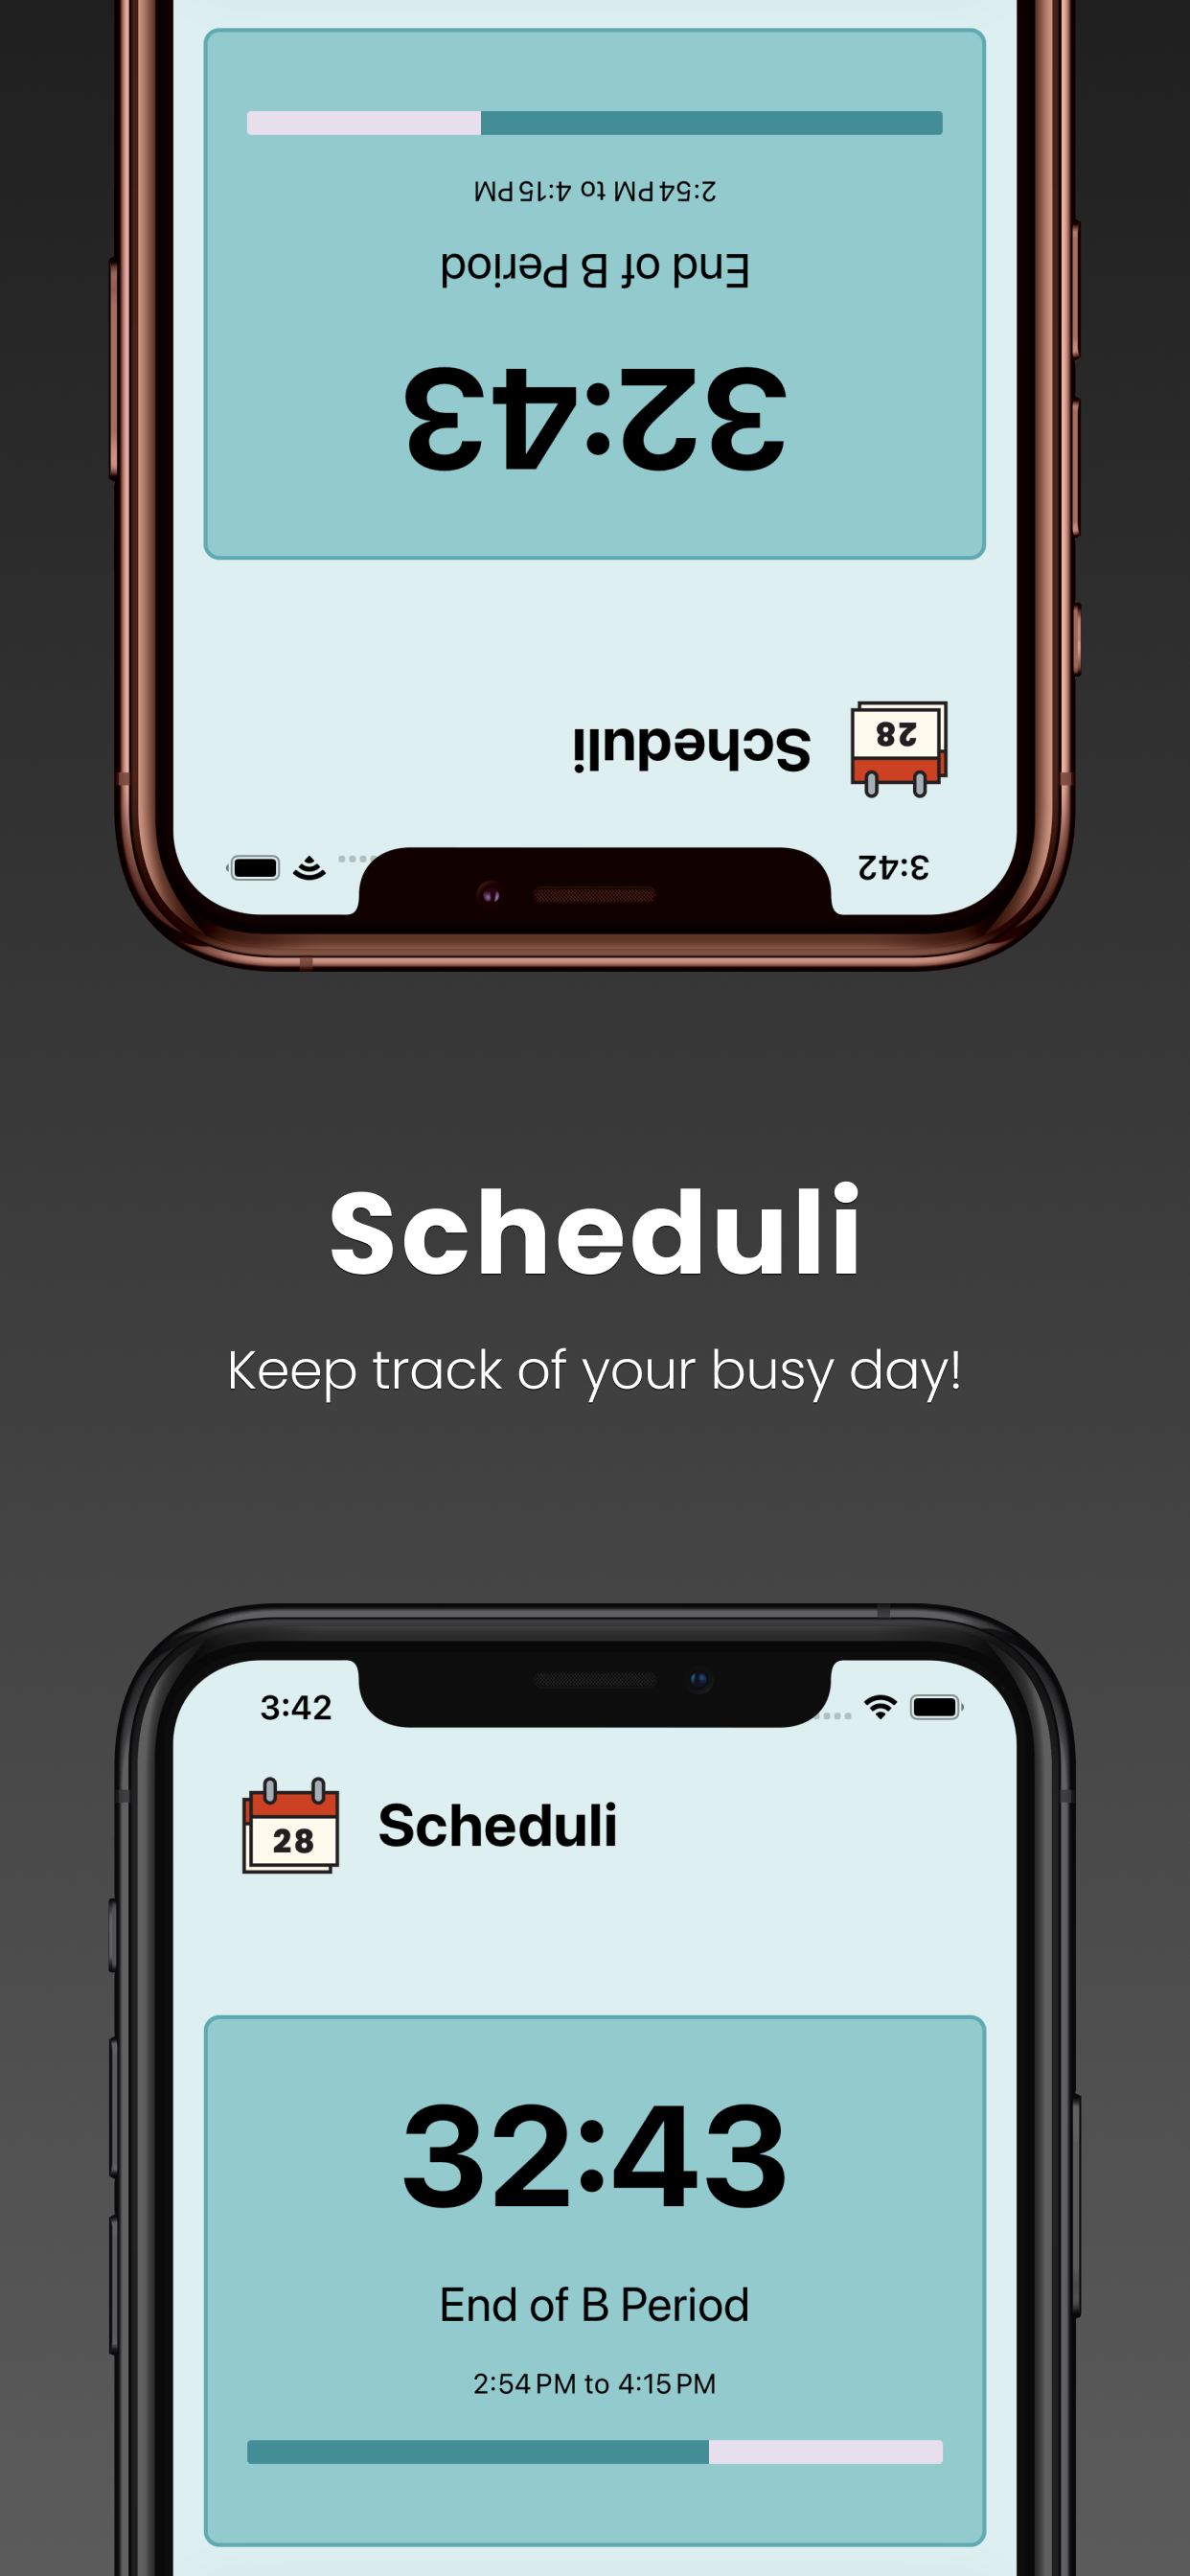 2:54 PM to 4:15 PM
End of B Period
32:43
28 Scheduli
3:42
Scheduli
Keep track of your busy day!
3:42
28 Scheduli
32:43
End of B Period
2:54 PM to 4:15 PM